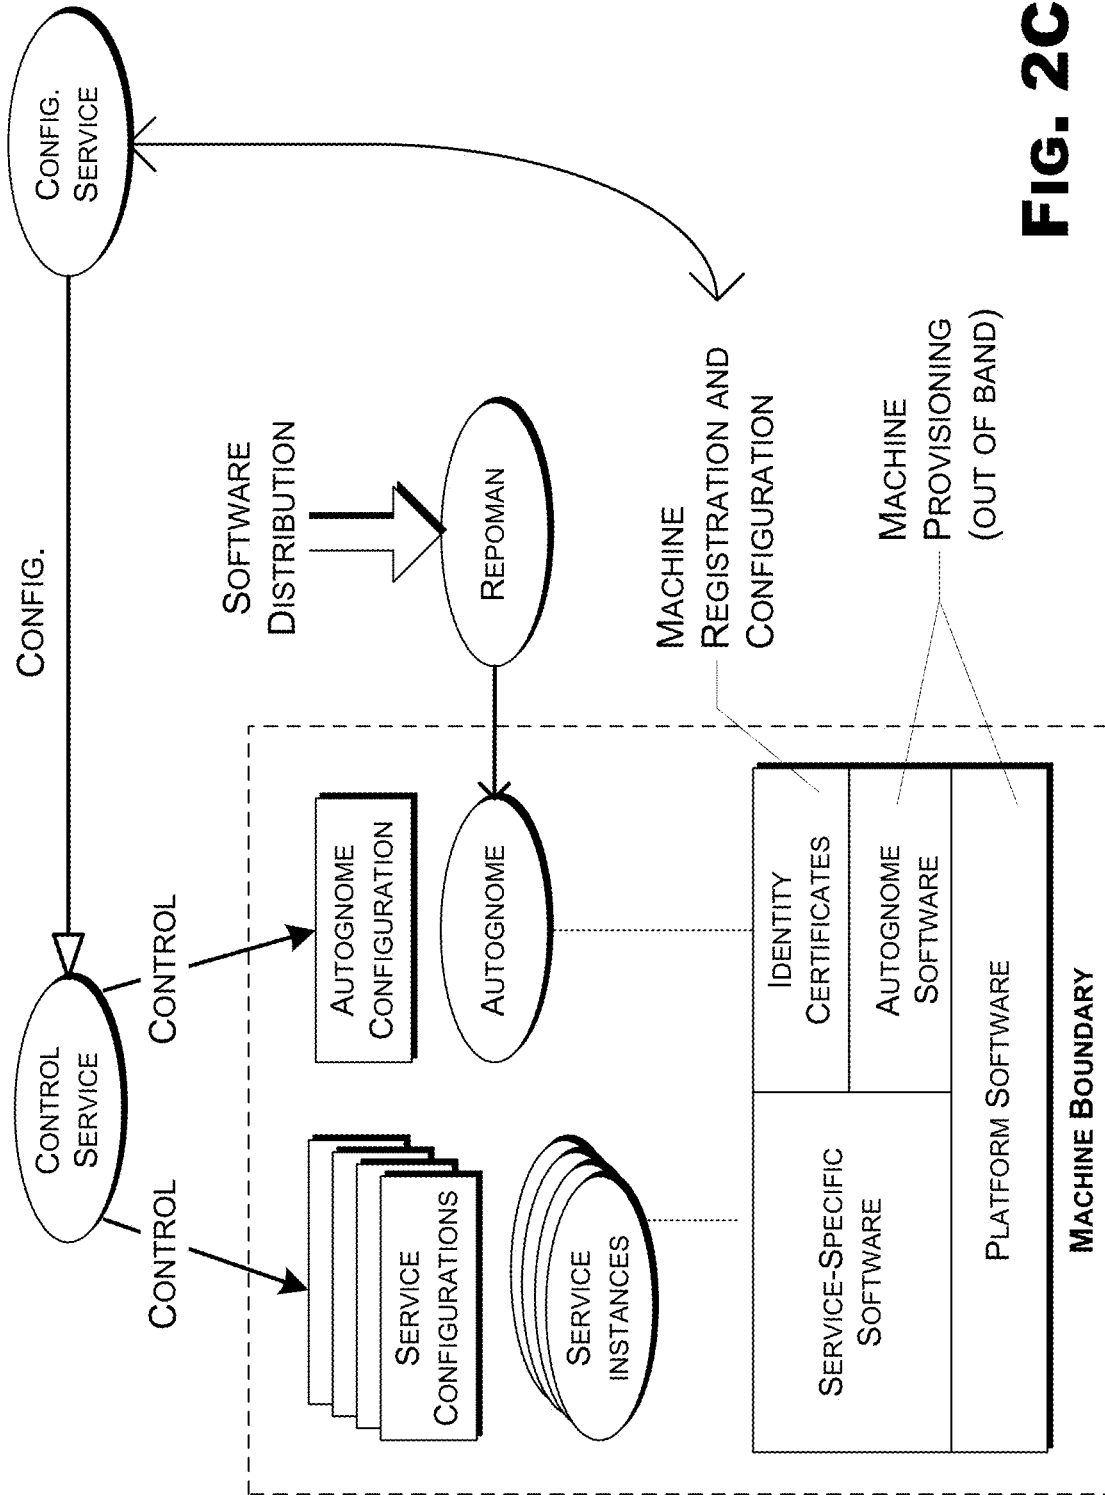 CONFIG.
CONTROL
SERVICE
CONFIG.
SERVICE
CONTROL
CONTROL
SOFTWARE
DISTRIBUTION
SERVICE
CONFIGURATIONS
AUTOGNOME
CONFIGURATION
SERVICE
INSTANCES
AUTOGNOME
REPOMAN
MACHINE
REGISTRATION AND
CONFIGURATION
SERVICE-SPECIFIC
SOFTWARE
IDENTITY
CERTIFICATES
AUTOGNOME
SOFTWARE
MACHINE
PROVISIONING
(OUT OF BAND)
PLATFORM SOFTWARE
MACHINE BOUNDARY
FIG. 2C